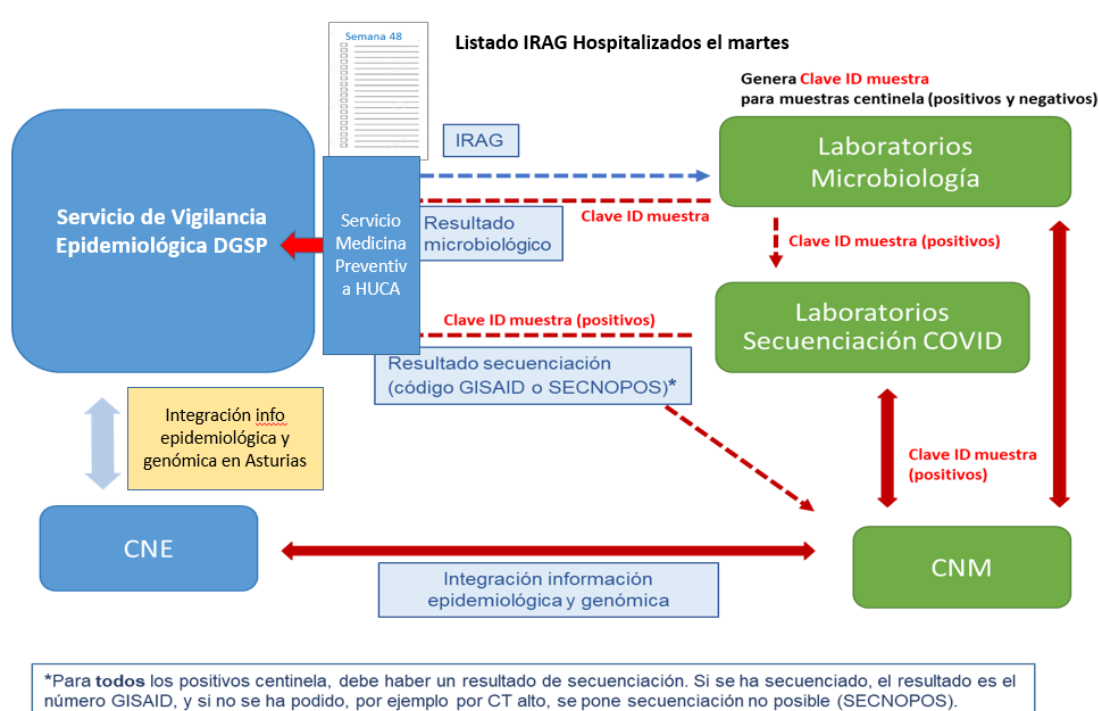 Semana 48
Listado IRAG Hospitalizados el martes
Genera Clave ID muestra
para muestras centinela (positivos y negativos)
IRAG
Laboratorios
Microbiología
Servicio de Vigilancia
Epidemiológica DGSP
Servicio
Medicina
Preventiv
a HUCA
Clave ID muestra
Resultado
microbiológico
Clave ID muestra (positivos)
Laboratorios
Secuenciación COVID
Clave ID muestra (positivos)
Resultado secuenciación
(código GISAID o SECNOPOS)*
Integración info
epidemiológica y
genómica en Asturias
Clave ID muestra
(positivos)
CNE
CNM
Integración información
epidemiológica y genómica
*Para todos los positivos centinela, debe haber un resultado de secuenciación. Si se ha secuenciado, el resultado es el
número GISAID, y si no se ha podido, por ejemplo por CT alto, se pone secuenciación no posible (SECNOPOS).